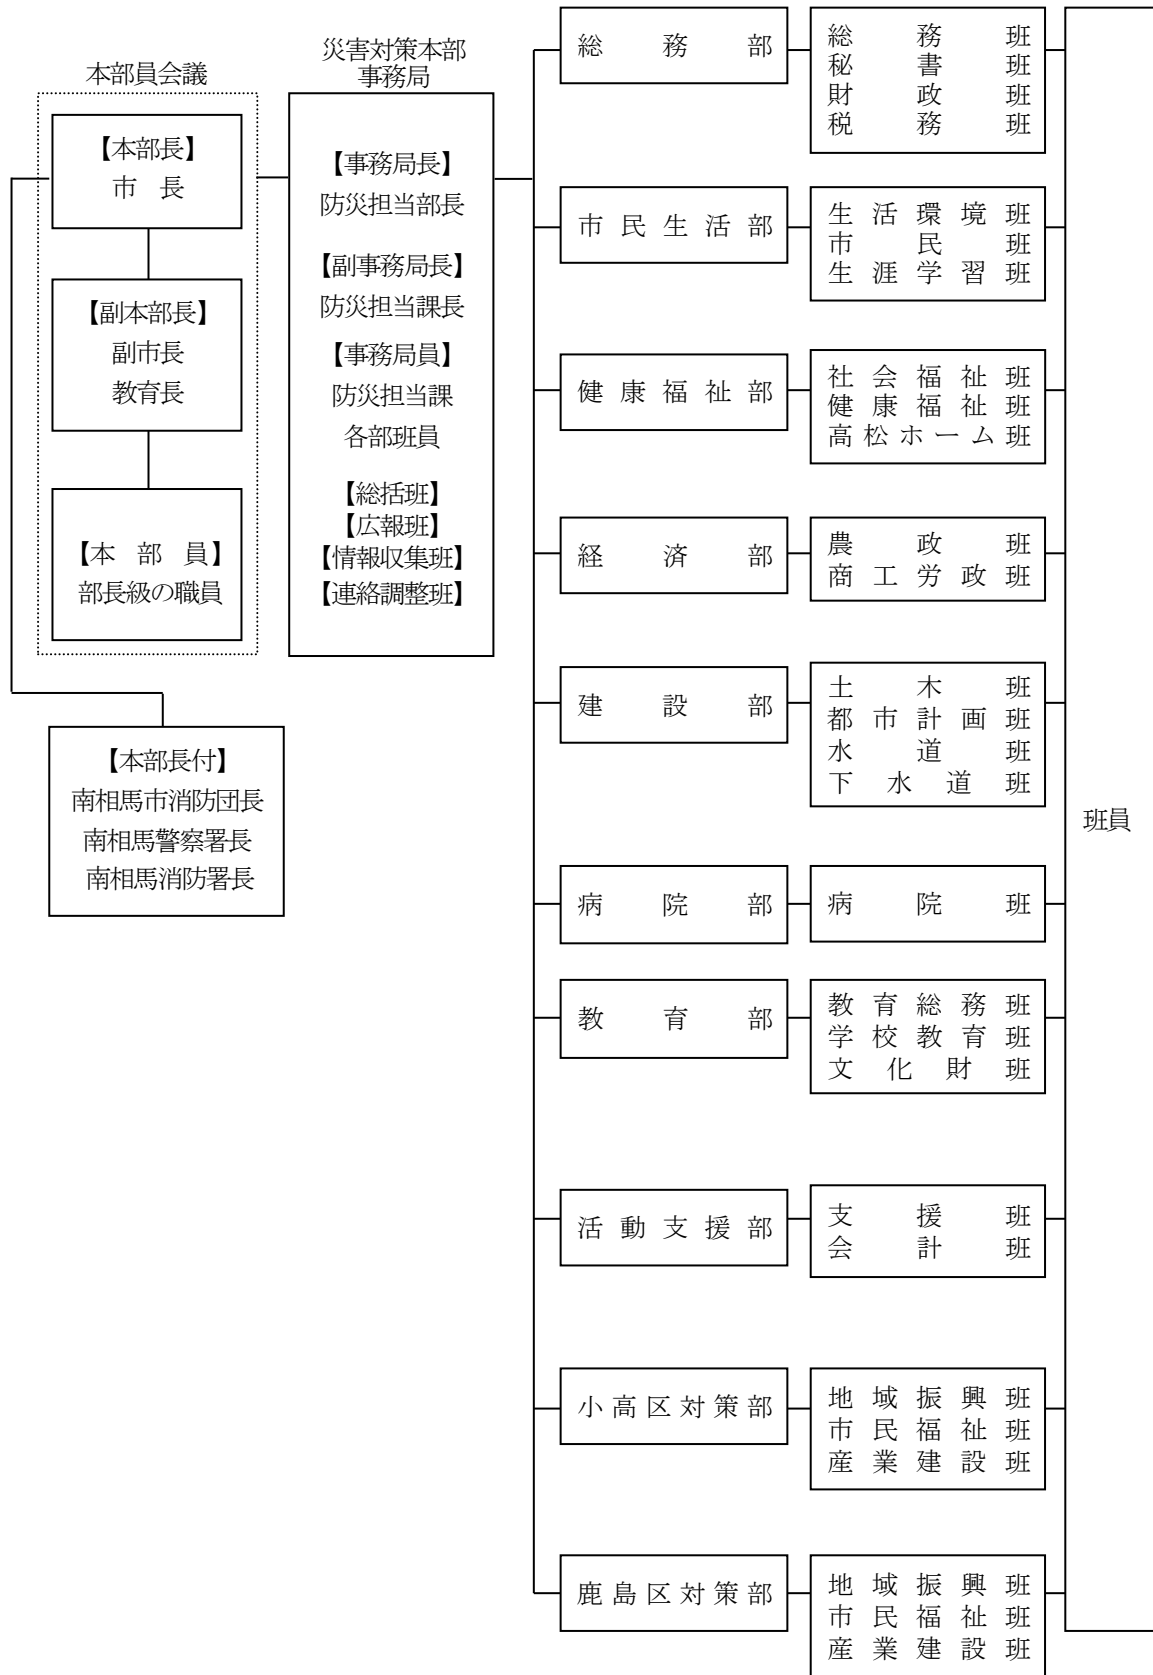 本部員会議
【本部長】
市　長
【副本部長】
副市長
教育長
【本　部　員】
部長級の職員
【本部長付】
南相馬市消防団長
南相馬警察署長
南相馬消防署長
災害対策本部
事務局
【事務局長】
防災担当部長
【副事務局長】
防災担当課長
【事務局員】
防災担当課
各部班員
【総括班】
【広報班】
【情報収集班】
【連絡調整班】
総務部
総務班
秘書班
財政班
税務班
市民生活部
生活環境班
市民班
生涯学習班
健康福祉部
社会福祉班
健康福祉班
高松ホーム班
経済部
農政班
商工労政班
建設部
土木班
都市計画班
水道班
下水道班
病院部
病院班
教育部
教育総務班
学校教育班
文化財班
活動支援部
支援班
会計班
小高区対策部
地域振興班
市民福祉班
産業建設班
鹿島区対策部
地域振興班
市民福祉班
産業建設班
班員